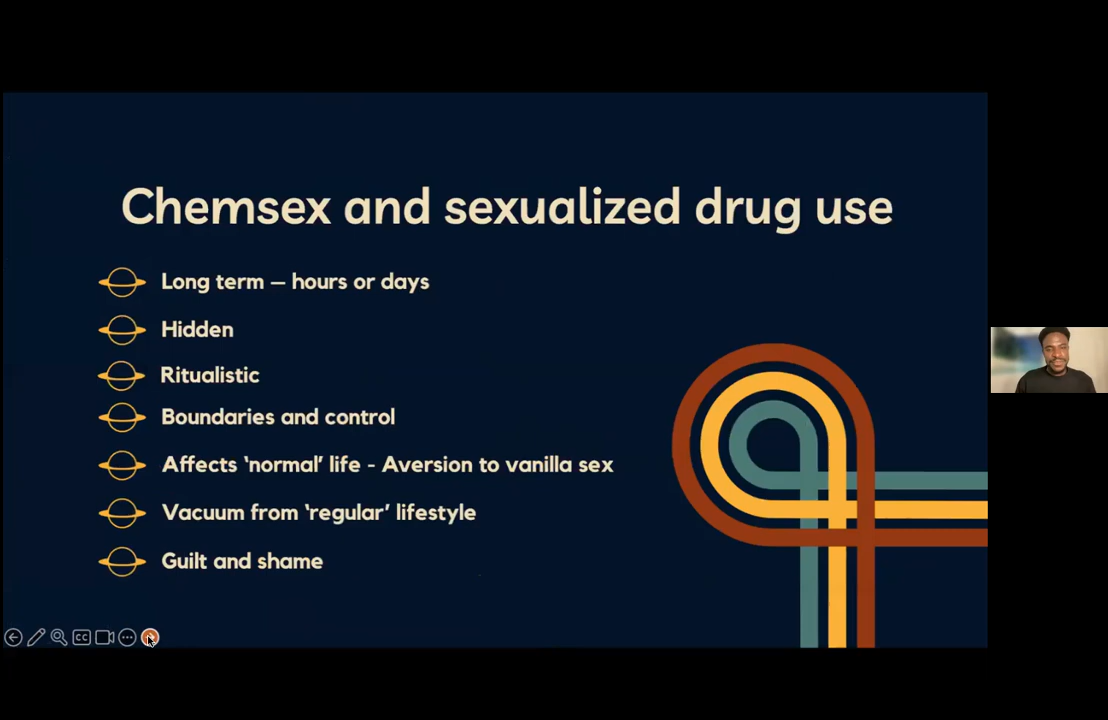 Chemsex and sexualized drug use
Long term – hours or days
Hidden
Ritualistic
Boundaries and control
Affects ‘normal’ life - Aversion to vanilla sex
Vacuum from ‘regular’ lifestyle
Guilt and shame
CC